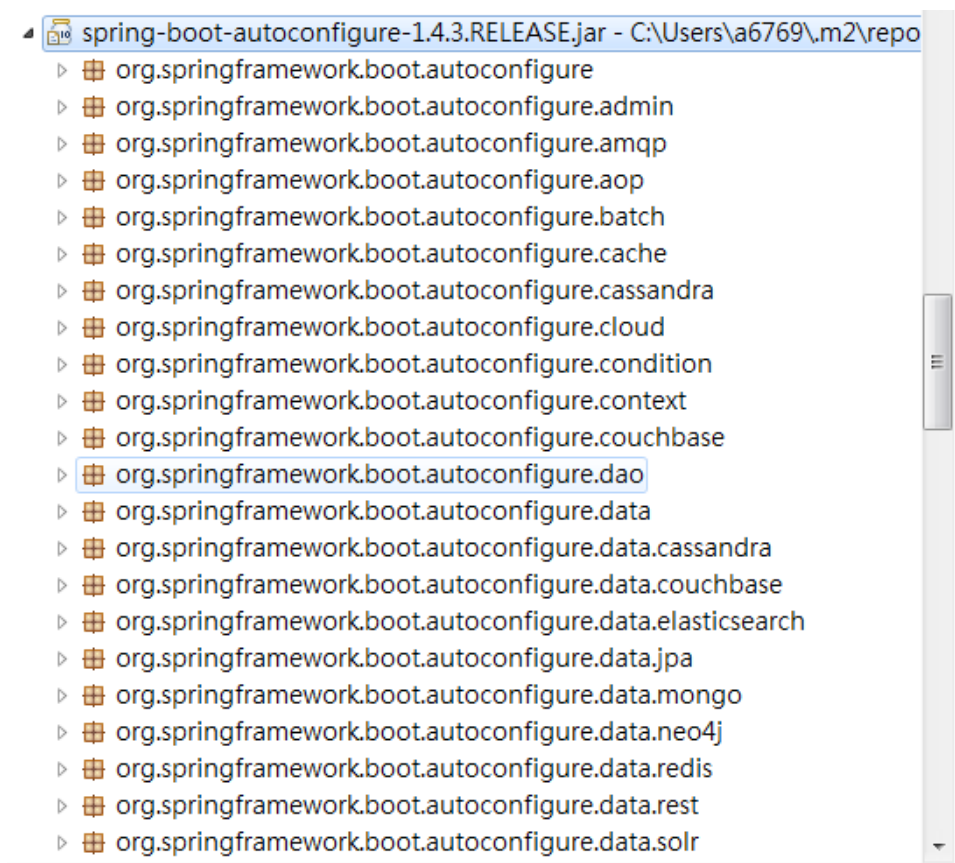 spring-boot-autoconfigure-1.4.3.RELEASE.jar - C:\Users\a6769\.m2\repo
org.springframework.boot.autoconfigure
org.springframework.boot.autoconfigure.admin
org.springframework.boot.autoconfigure.amqp
org.springframework.boot.autoconfigure.aop
org.springframework.boot.autoconfigure.batch
org.springframework.boot.autoconfigure.cache
org.springframework.boot.autoconfigure.cassandra
org.springframework.boot.autoconfigure.cloud
org.springframework.boot.autoconfigure.condition
org.springframework.boot.autoconfigure.context
org.springframework.boot.autoconfigure.couchbase
org.springframework.boot.autoconfigure.dao
org.springframework.boot.autoconfigure.data
org.springframework.boot.autoconfigure.data.cassandra
org.springframework.boot.autoconfigure.data.couchbase
org.springframework.boot.autoconfigure.data.elasticsearch
org.springframework.boot.autoconfigure.data.jpa
org.springframework.boot.autoconfigure.data.mongo
org.springframework.boot.autoconfigure.data.neo4j
org.springframework.boot.autoconfigure.data.redis
org.springframework.boot.autoconfigure.data.rest
org.springframework.boot.autoconfigure.data.solr